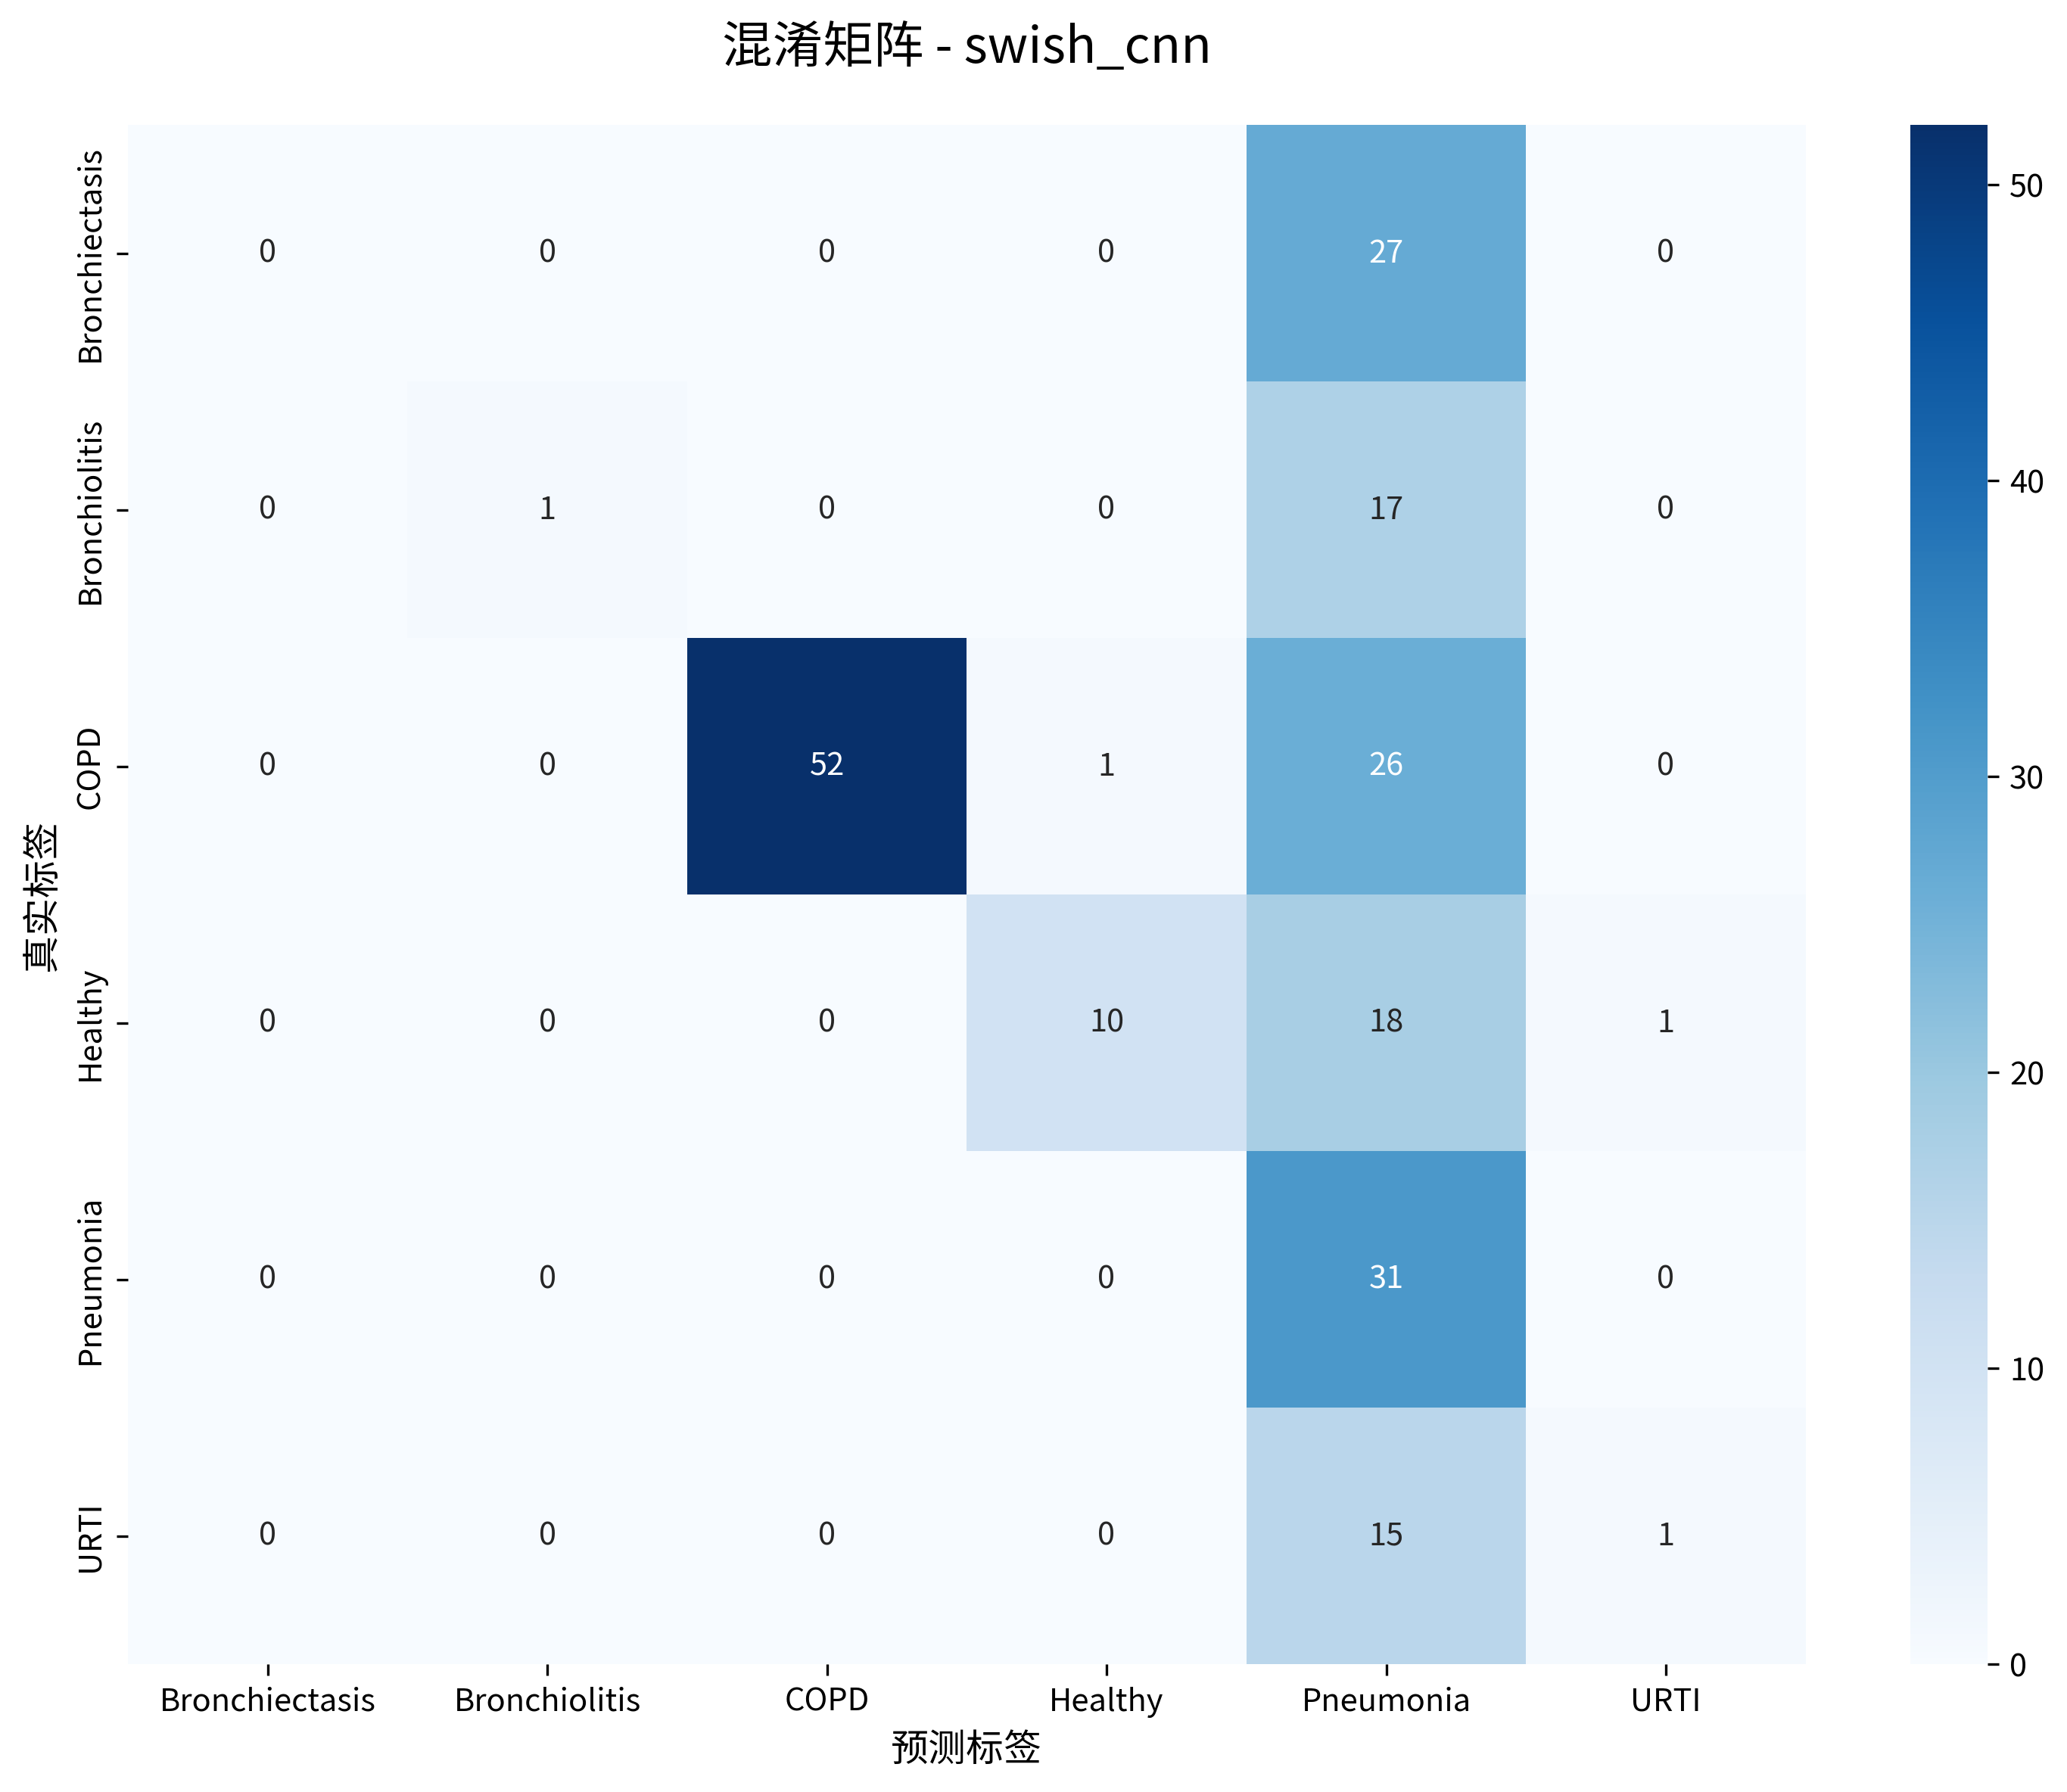 混淆矩阵 - swish_cnn
真实标签
Bronchiectasis 0 0 0 0 27 0
Bronchiolitis 0 1 0 0 17 0
COPD 0 0 52 1 26 0
Healthy 0 0 0 10 18 1
Pneumonia 0 0 0 0 31 0
URTI 0 0 0 0 15 1
Bronchiectasis Bronchiolitis COPD Healthy Pneumonia URTI
预测标签
50
40
30
20
10
0